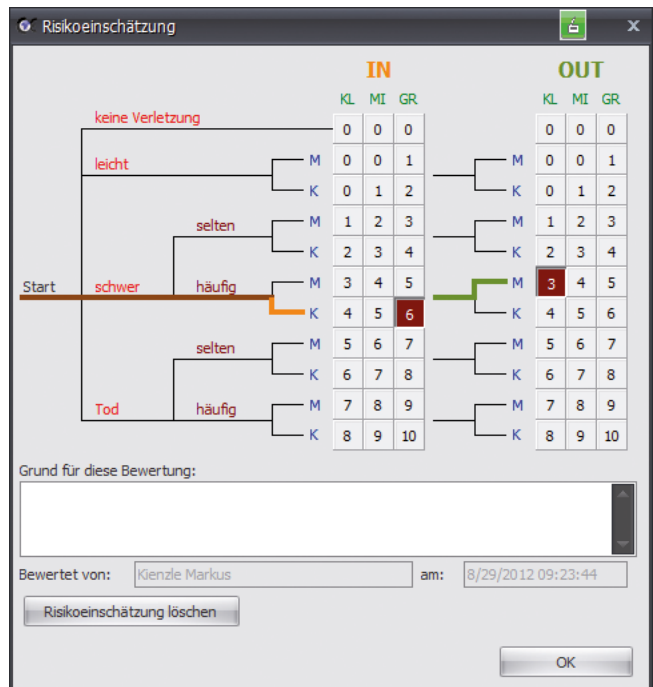 Risikoeinschätzung x
IN OUT
KL MI GR KL MI GR
keine Verletzung 0 0 0 0 0 0
leicht M 0 0 1 M 0 0 1
K 0 1 2 K 0 1 2
selten M 1 2 3 M 1 2 3
K 2 3 4 K 2 3 4
Start schwer häufig M 3 4 5 M 3 4 5
K 4 5 6 K 4 5 6
selten M 5 6 7 M 5 6 7
K 6 7 8 K 6 7 8
Tod häufig M 7 8 9 M 7 8 9
K 8 9 10 K 8 9 10
Grund für diese Bewertung:
Bewertet von: Kienzle Markus am: 8/29/2012 09:23:44
Risikoeinschätzung löschen
OK